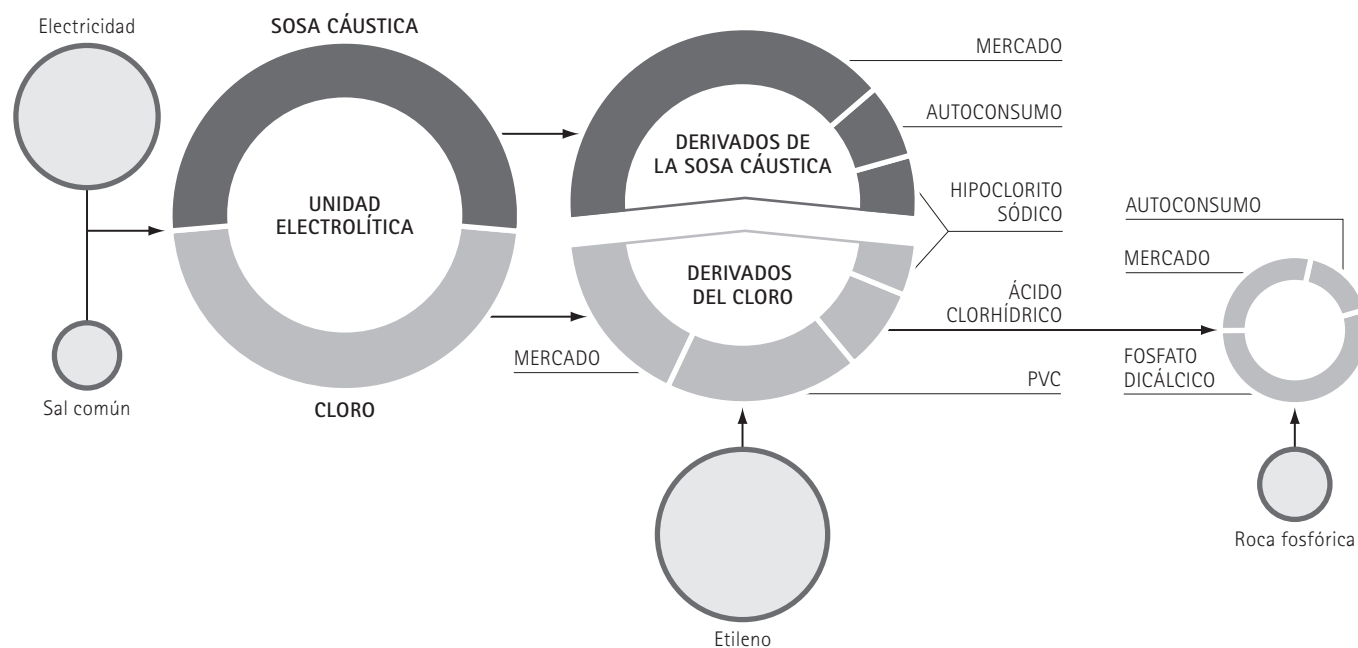 Electricidad
SOSA CÁUSTICA
UNIDAD
ELECTROLÍTICA
Sal común
CLORO
DERIVADOS DE
LA SOSA CÁUSTICA
MERCADO
AUTOCONSUMO
HIPOCLORITO
SÓDICO
DERIVADOS
DEL CLORO
ÁCIDO
CLORHÍDRICO
MERCADO
PVC
Etileno
AUTOCONSUMO
MERCADO
FOSFATO
DICÁLCICO
Roca fosfórica